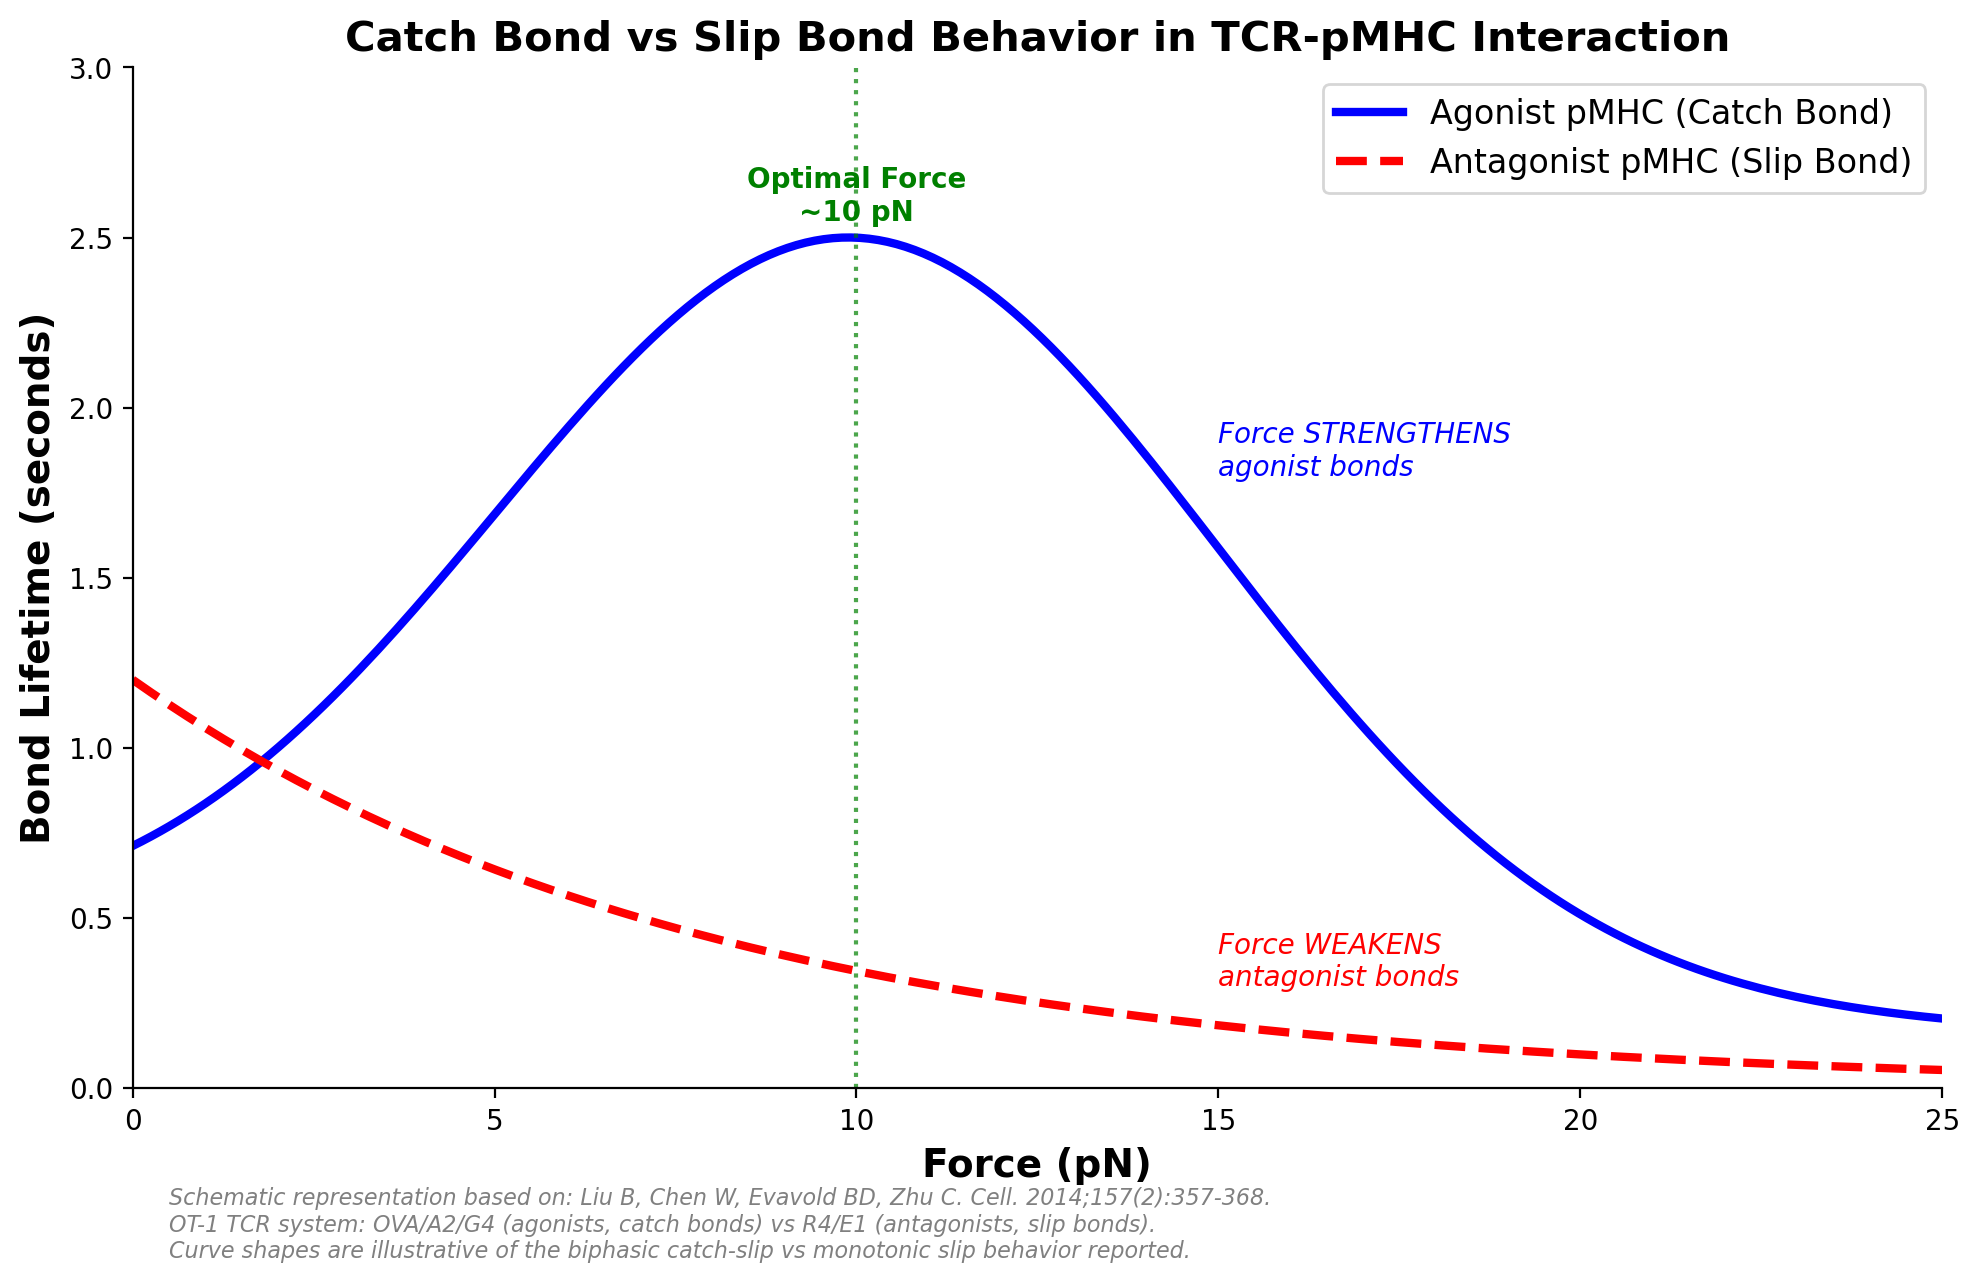 Catch Bond vs Slip Bond Behavior in TCR-pMHC Interaction
Agonist pMHC (Catch Bond)
Antagonist pMHC (Slip Bond)
Optimal Force
~10 pN
Force STRENGTHENS
agonist bonds
Force WEAKENS
antagonist bonds
Bond Lifetime (seconds)
3.0
2.5
2.0
1.5
1.0
0.5
0.0
0
5
10
15
20
25
Force (pN)
Schematic representation based on: Liu B, Chen W, Evavold BD, Zhu C. Cell. 2014;157(2):357-368.
OT-1 TCR system: OVA/A2/G4 (agonists, catch bonds) vs R4/E1 (antagonists, slip bonds).
Curve shapes are illustrative of the biphasic catch-slip vs monotonic slip behavior reported.